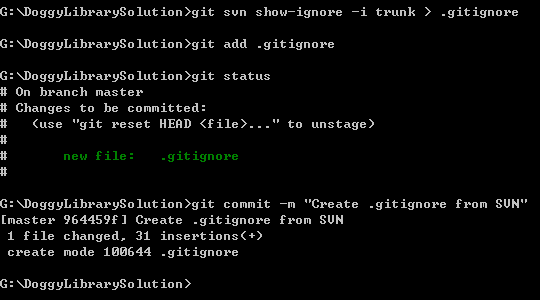 G:\DoggyLibrarySolution>git svn show-ignore -i trunk > .gitignore
G:\DoggyLibrarySolution>git add .gitignore
G:\DoggyLibrarySolution>git status
# On branch master
# Changes to be committed:
#   (use "git reset HEAD <file>..." to unstage)
#
#       new file:   .gitignore
#
G:\DoggyLibrarySolution>git commit -m "Create .gitignore from SVN"
[master 964459f] Create .gitignore from SVN
 1 file changed, 31 insertions(+)
 create mode 100644 .gitignore
G:\DoggyLibrarySolution>